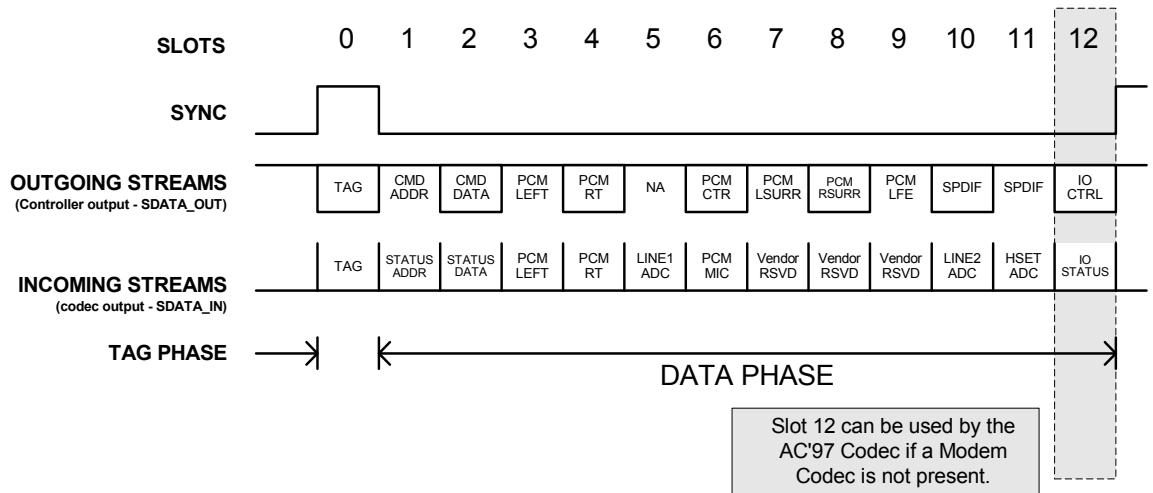 SLOTS 0 1 2 3 4 5 6 7 8 9 10 11 12
SYNC
OUTGOING STREAMS
(Controller output - SDATA_OUT)
TAG
CMD
ADDR
CMD
DATA
PCM
LEFT
PCM
RT
NA
PCM
CTR
PCM
LSURR
PCM
RSURR
PCM
LFE
SPDIF
SPDIF
IO
CTRL
INCOMING STREAMS
(codec output - SDATA_IN)
TAG
STATUS
ADDR
STATUS
DATA
PCM
LEFT
PCM
RT
LINE1
ADC
PCM
MIC
Vendor
RSVD
Vendor
RSVD
Vendor
RSVD
LINE2
ADC
HSET
ADC
IO
STATUS
TAG PHASE
DATA PHASE
Slot 12 can be used by the
AC'97 Codec if a Modem
Codec is not present.